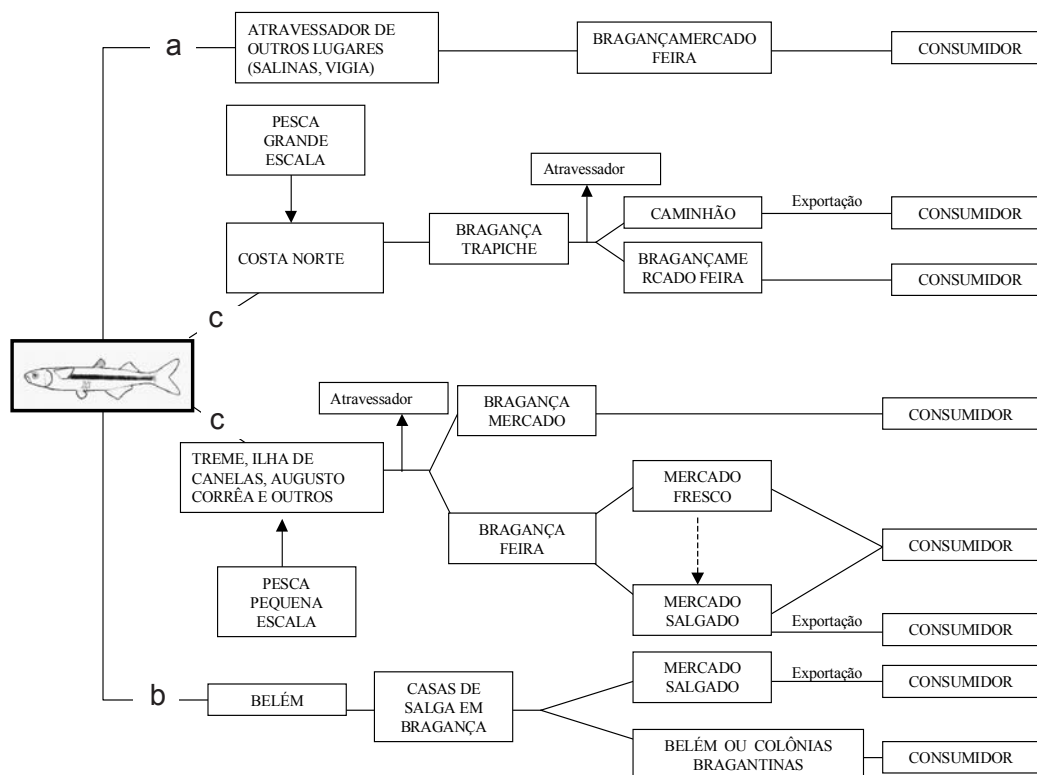 a
ATRAVESSADOR DE
OUTROS LUGARES
(SALINAS, VIGIA)
BRAGANÇAMERCADO
FEIRA
CONSUMIDOR
PESCA
GRANDE
ESCALA
Atravessador
COSTA NORTE
BRAGANÇA
TRAPICHE
CAMINHÃO
Exportação
CONSUMIDOR
BRAGANÇAME
RCADO FEIRA
CONSUMIDOR
c
c
Atravessador
BRAGANÇA
MERCADO
CONSUMIDOR
TREME, ILHA DE
CANELAS, AUGUSTO
CORRÊA E OUTROS
MERCADO
FRESCO
BRAGANÇA
FEIRA
CONSUMIDOR
PESCA
PEQUENA
ESCALA
MERCADO
SALGADO
Exportação
CONSUMIDOR
b
BELÉM
CASAS DE
SALGA EM
BRAGANÇA
MERCADO
SALGADO
Exportação
CONSUMIDOR
BELÉM OU COLÔNIAS
BRAGANTINAS
CONSUMIDOR